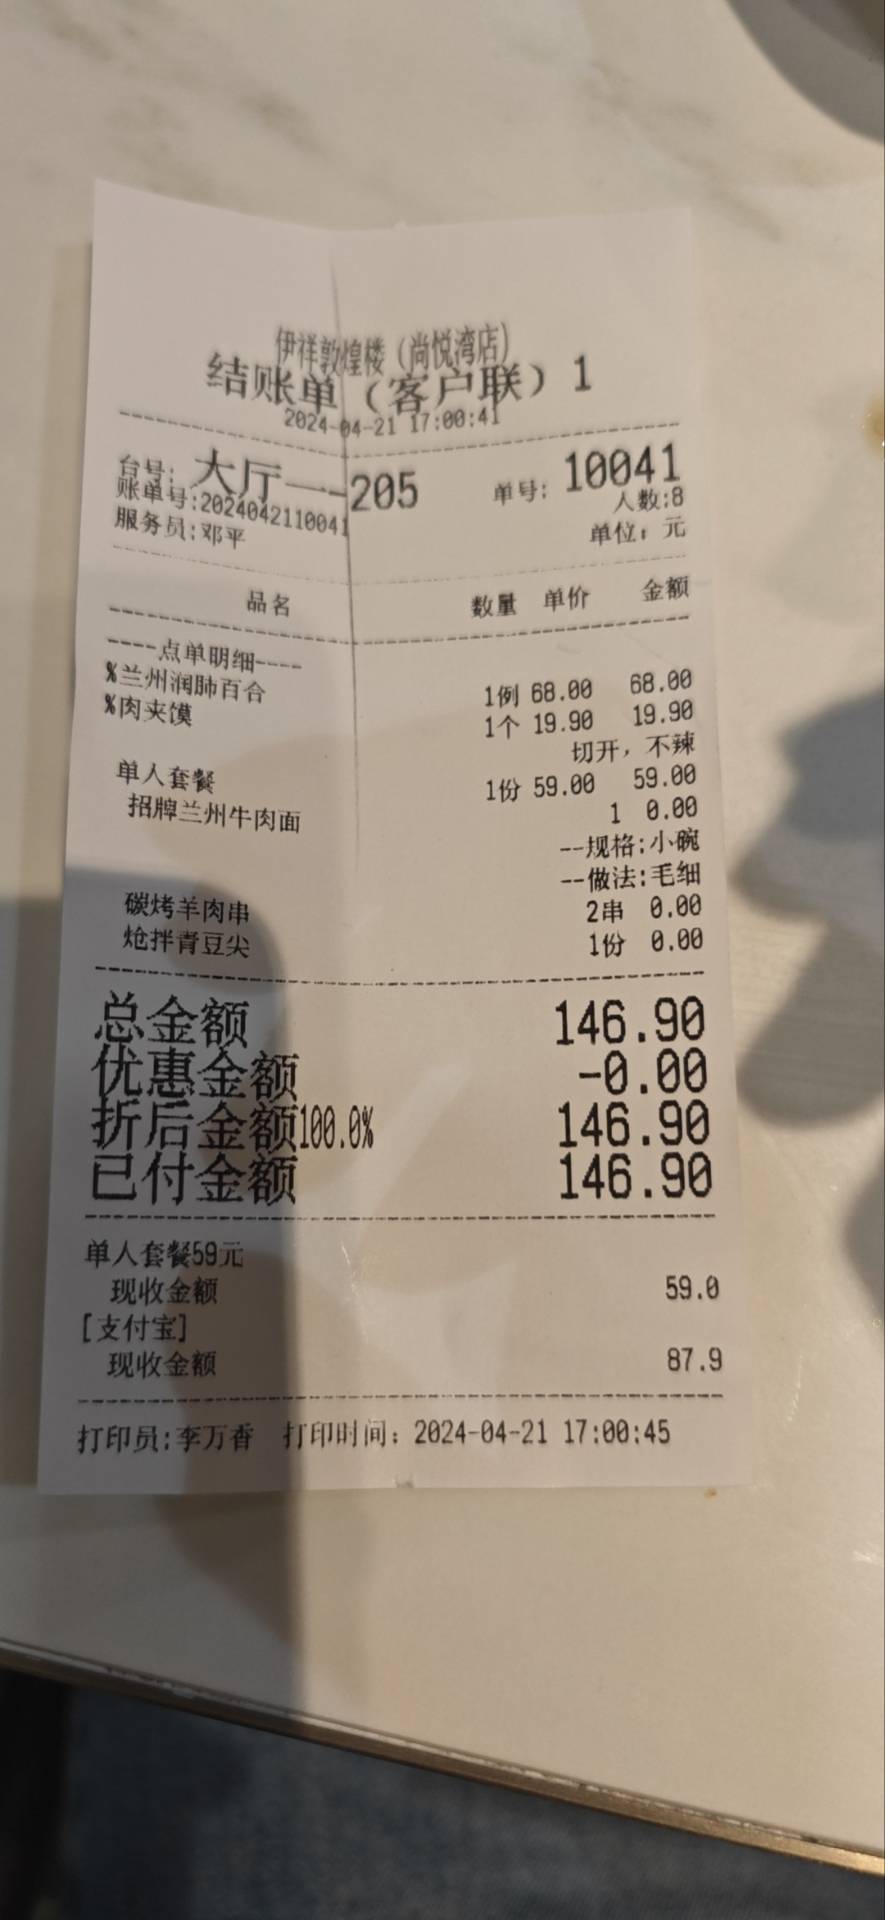 伊祥敦煌楼（尚悦湾店）
结账单（客户联）1
2024-04-21 17:00:41
台号：大厅一-205 单号：10041
账单号:2024042110041 人数:8
服务员:邓平 单位：元
品名 数量 单价 金额
----点单明细----
%兰州润肺百合 1例 68.00 68.00
%肉夹馍 1个 19.90 19.90
切开，不辣
单人套餐 1份 59.00 59.00
招牌兰州牛肉面 1 0.00
--规格:小碗
--做法:毛细
碳烤羊肉串 2串 0.00
炝拌青豆尖 1份 0.00
总金额 146.90
优惠金额 -0.00
折后金额100.0% 146.90
已付金额 146.90
单人套餐59元
现收金额 59.0
[支付宝]
现收金额 87.9
打印员:李万香 打印时间：2024-04-21 17:00:45